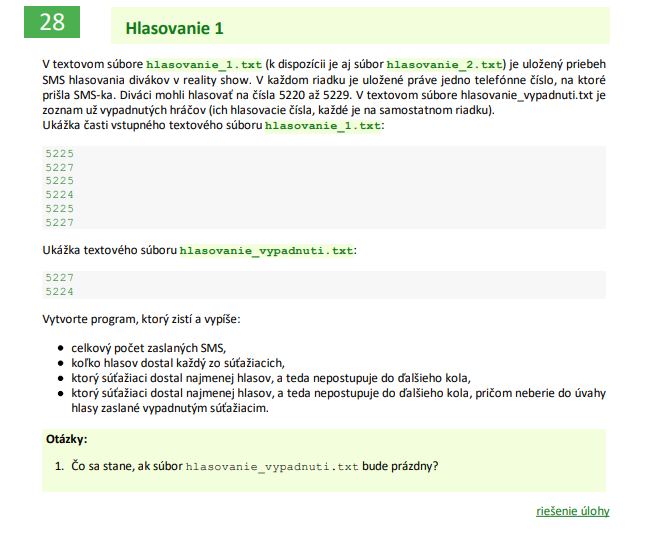 28
Hlasovanie 1
V textovom súbore hlasovanie_1.txt (k dispozícii je aj súbor hlasovanie_2.txt) je uložený priebeh
SMS hlasovania divákov v reality show. V každom riadku je uložené práve jedno telefónne číslo, na ktoré
prišla SMS-ka. Diváci mohli hlasovať na čísla 5220 až 5229. V textovom súbore hlasovanie_vypadnuti.txt je
zoznam už vypadnutých hráčov (ich hlasovacie čísla, každé je na samostatnom riadku).
Ukážka časti vstupného textového súboru hlasovanie_1.txt:
5225
5227
5225
5224
5225
5227
Ukážka textového súboru hlasovanie_vypadnuti.txt:
5227
5224
Vytvorte program, ktorý zistí a vypíše:
• celkový počet zaslaných SMS,
• koľko hlasov dostal každý zo súťažiacich,
• ktorý súťažiaci dostal najmenej hlasov, a teda nepostupuje do ďalšieho kola,
• ktorý súťažiaci dostal najmenej hlasov, a teda nepostupuje do ďalšieho kola, pričom neberie do úvahy
hlasy zaslané vypadnutým súťažiacim.
Otázky:
1. Čo sa stane, ak súbor hlasovanie_vypadnuti.txt bude prázdny?
riešenie úlohy